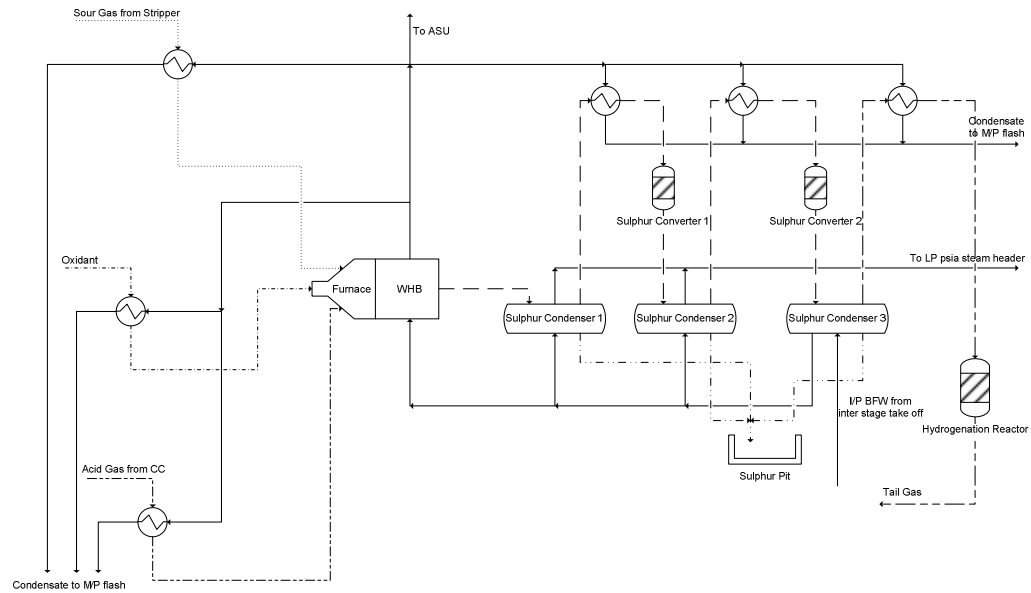 Sour Gas from Stripper
To ASU
Condensate
to M/P flash
Sulphur Converter 1
Sulphur Converter 2
Oxidant
To LP psia steam header
Furnace
WHB
Sulphur Condenser 1
Sulphur Condenser 2
Sulphur Condenser 3
I/P BFW from
inter stage take off
Hydrogenation Reactor
Acid Gas from CC
Sulphur Pit
Tail Gas
Condensate to M/P flash